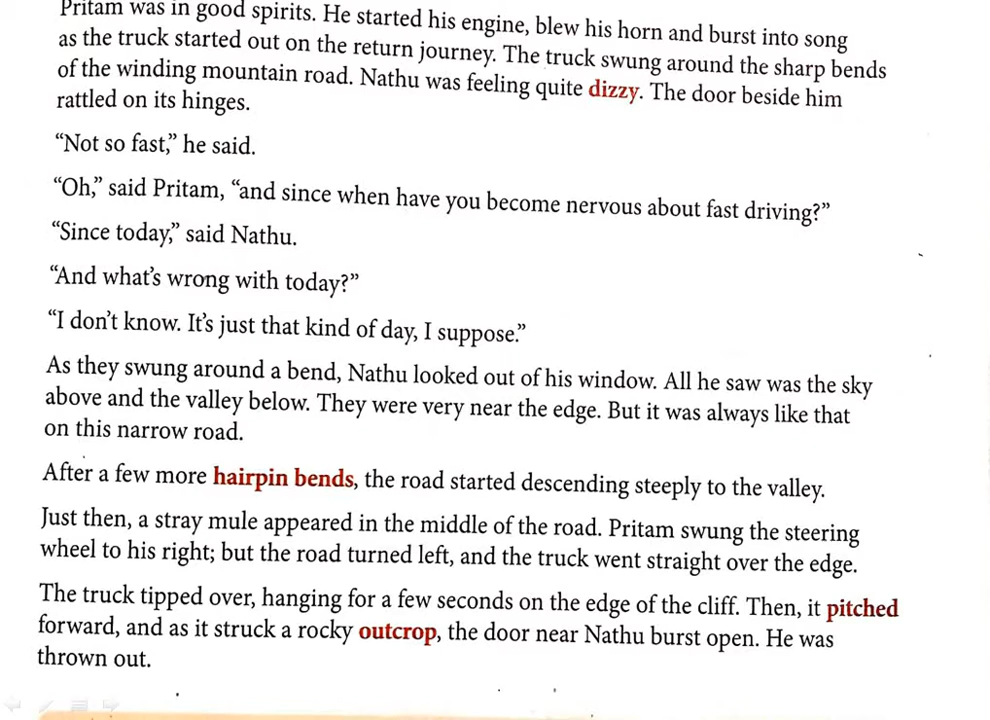 Pritam was in good spirits. He started his engine, blew his horn and burst into song
as the truck started out on the return journey. The truck swung around the sharp bends
of the winding mountain road. Nathu was feeling quite dizzy. The door beside him
rattled on its hinges.
“Not so fast,” he said.
“Oh,” said Pritam, “and since when have you become nervous about fast driving?”
“Since today,” said Nathu.
“And what’s wrong with today?”
“I don’t know. It’s just that kind of day, I suppose.”
As they swung around a bend, Nathu looked out of his window. All he saw was the sky
above and the valley below. They were very near the edge. But it was always like that
on this narrow road.
After a few more hairpin bends, the road started descending steeply to the valley.
Just then, a stray mule appeared in the middle of the road. Pritam swung the steering
wheel to his right; but the road turned left, and the truck went straight over the edge.
The truck tipped over, hanging for a few seconds on the edge of the cliff. Then, it pitched
forward, and as it struck a rocky outcrop, the door near Nathu burst open. He was
thrown out.